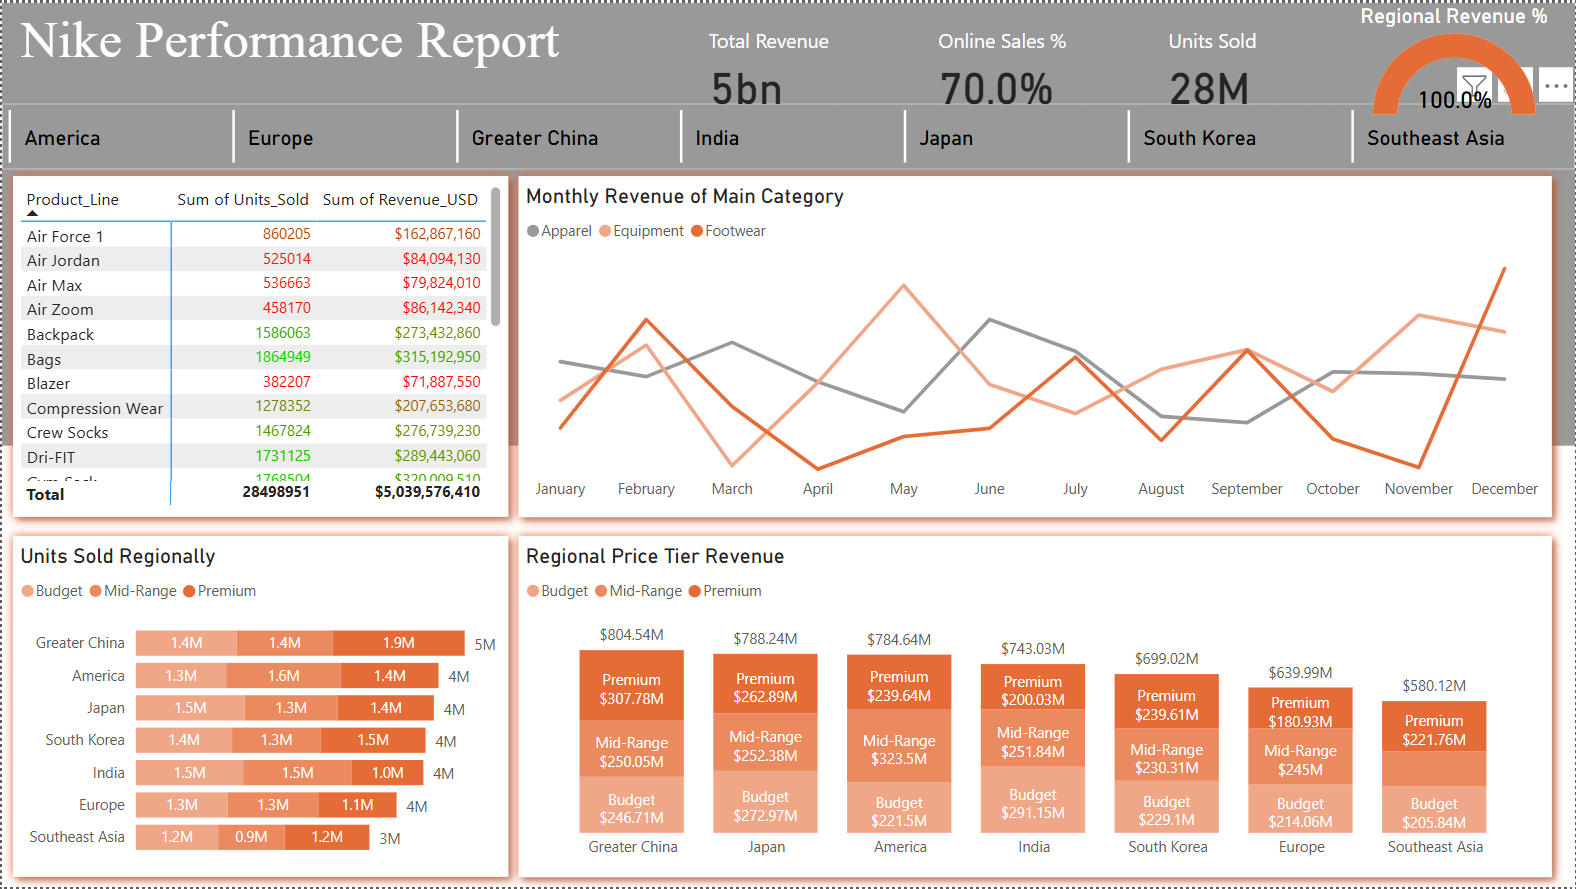 Nike Performance Report
Total Revenue
5bn
Online Sales %
70.0%
Units Sold
28M
Regional Revenue %
100.0%
America
Europe
Greater China
India
Japan
South Korea
Southeast Asia
Product_Line Sum of Units_Sold Sum of Revenue_USD
Air Force 1 860205 $162,867,160
Air Jordan 525014 $84,094,130
Air Max 536663 $79,824,010
Air Zoom 458170 $86,142,340
Backpack 1586063 $273,432,860
Bags 1864949 $315,192,950
Blazer 382207 $71,887,550
Compression Wear 1278352 $207,653,680
Crew Socks 1467824 $276,739,230
Dri-FIT 1731125 $289,443,060
Total 28498951 $5,039,576,410
Monthly Revenue of Main Category
Apparel Equipment Footwear
January February March April May June July August September October November December
Units Sold Regionally
Budget Mid-Range Premium
Greater China 1.4M 1.4M 1.9M 5M
America 1.3M 1.6M 1.4M 4M
Japan 1.5M 1.3M 1.4M 4M
South Korea 1.4M 1.3M 1.5M 4M
India 1.5M 1.5M 1.0M 4M
Europe 1.3M 1.3M 1.1M 4M
Southeast Asia 1.2M 0.9M 1.2M 3M
Regional Price Tier Revenue
Budget Mid-Range Premium
$804.54M
Premium
$307.78M
Mid-Range
$250.05M
Budget
$246.71M
Greater China
$788.24M
Premium
$262.89M
Mid-Range
$252.38M
Budget
$272.97M
Japan
$784.64M
Premium
$239.64M
Mid-Range
$323.5M
Budget
$221.5M
America
$743.03M
Premium
$200.03M
Mid-Range
$251.84M
Budget
$291.15M
India
$699.02M
Premium
$239.61M
Mid-Range
$230.31M
Budget
$229.1M
South Korea
$639.99M
Premium
$180.93M
Mid-Range
$245M
Budget
$214.06M
Europe
$580.12M
Premium
$221.76M
Budget
$205.84M
Southeast Asia